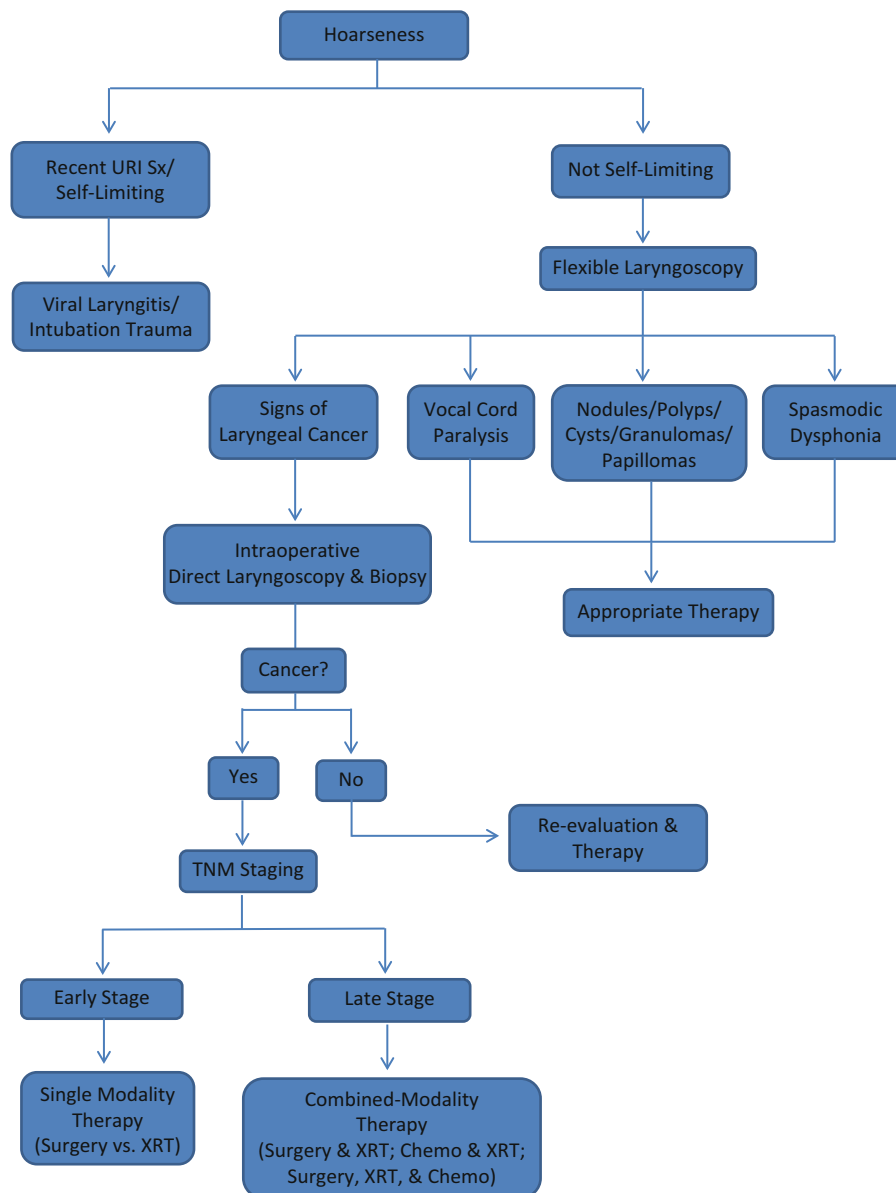 Hoarseness
Recent URI Sx/
Self-Limiting
Not Self-Limiting
Viral Laryngitis/
Intubation Trauma
Flexible Laryngoscopy
Signs of
Laryngeal Cancer
Vocal Cord
Paralysis
Nodules/Polyps/
Cysts/Granulomas/
Papillomas
Spasmodic
Dysphonia
Intraoperative
Direct Laryngoscopy & Biopsy
Appropriate Therapy
Cancer?
Yes
No
Re-evaluation &
Therapy
TNM Staging
Early Stage
Late Stage
Single Modality
Therapy
(Surgery vs. XRT)
Combined-Modality
Therapy
(Surgery & XRT; Chemo & XRT;
Surgery, XRT, & Chemo)